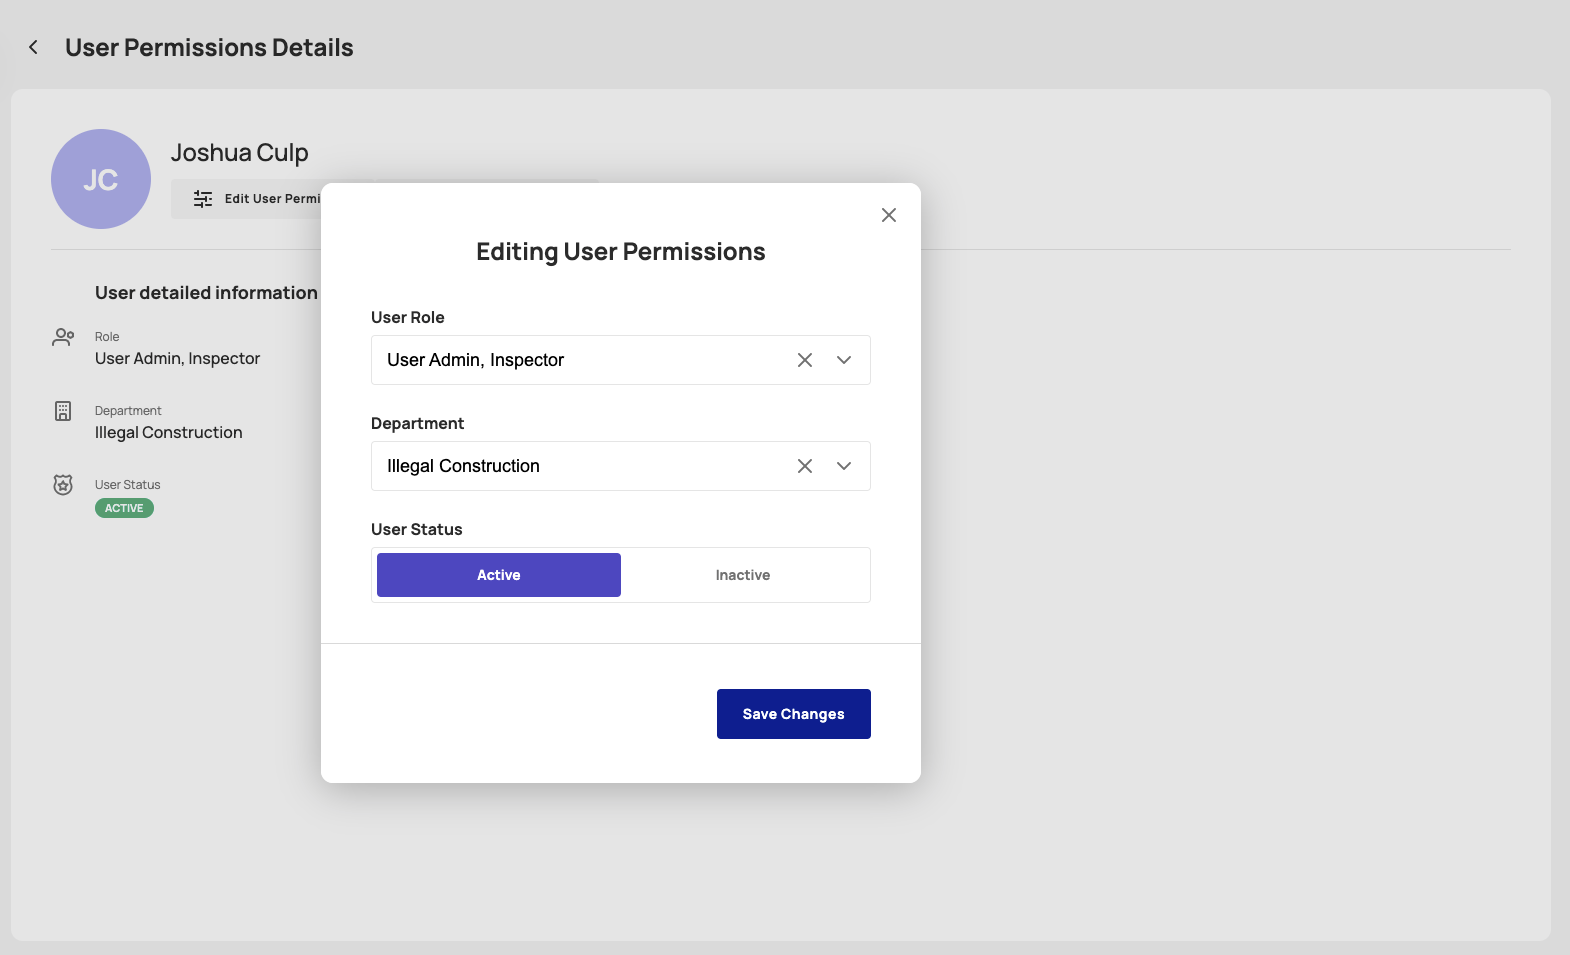 User Permissions Details
JC
Joshua Culp
Edit User Permi
User detailed information
Role
User Admin, Inspector
Department
Illegal Construction
User Status
ACTIVE
Editing User Permissions
User Role
User Admin, Inspector
Department
Illegal Construction
User Status
Active
Inactive
Save Changes